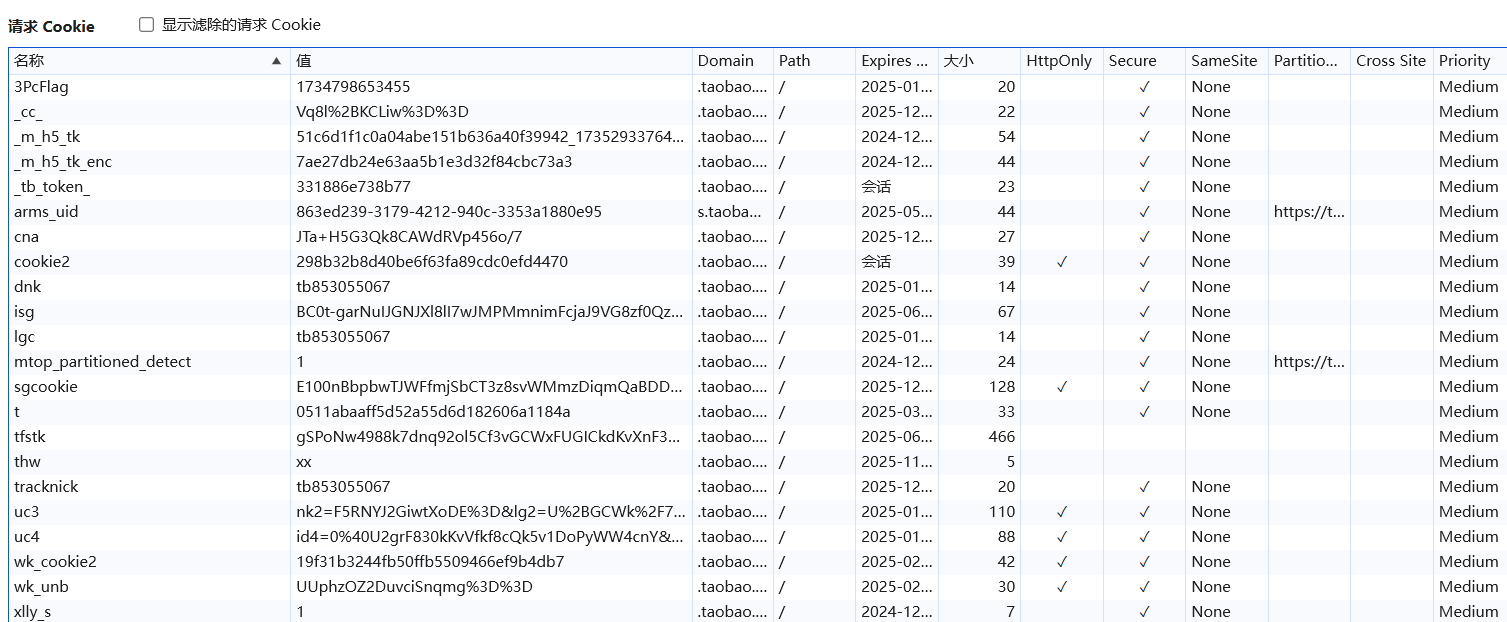 请求 Cookie 显示滤除的请求 Cookie
名称 值 Domain Path Expires ... 大小 HttpOnly Secure SameSite Partitio... Cross Site Priority
3PcFlag 1734798653455 .taobao.... / 2025-01... 20 ✓ None Medium
_cc_ Vq8l%2BKCLiw%3D%3D .taobao.... / 2025-12... 22 ✓ None Medium
_m_h5_tk 51c6d1f1c0a04abe151b636a40f39942_17352933764... .taobao.... / 2024-12... 54 ✓ None Medium
_m_h5_tk_enc 7ae27db24e63aa5b1e3d32f84cbc73a3 .taobao.... / 2024-12... 44 ✓ None Medium
_tb_token_ 331886e738b77 .taobao.... / 会话 23 ✓ None Medium
arms_uid 863ed239-3179-4212-940c-3353a1880e95 s.taoba... / 2025-05... 44 ✓ None https://t... Medium
cna JTa+H5G3Qk8CAWdRVp456o/7 .taobao.... / 2025-12... 27 ✓ None Medium
cookie2 298b32b8d40be6f63fa89cdc0efd4470 .taobao.... / 会话 39 ✓ ✓ None Medium
dnk tb853055067 .taobao.... / 2025-01... 14 ✓ None Medium
isg BC0t-garNuIJGNJXl8lI7wJMPMmnimFcjaJ9VG8zf0Qz... .taobao.... / 2025-06... 67 ✓ None Medium
lgc tb853055067 .taobao.... / 2025-01... 14 ✓ None Medium
mtop_partitioned_detect 1 .taobao.... / 2024-12... 24 ✓ None https://t... Medium
sgcookie E100nBbpbwTJWFfmjSbCT3z8svWMmzDiqmQaBDD... .taobao.... / 2025-12... 128 ✓ ✓ None Medium
t 0511abaaff5d52a55d6d182606a1184a .taobao.... / 2025-03... 33 ✓ None Medium
tfstk gSPoNw4988k7dnq92ol5Cf3vGCWxFUGICkdKvXnF3... .taobao.... / 2025-06... 466 Medium
thw xx .taobao.... / 2025-11... 5 Medium
tracknick tb853055067 .taobao.... / 2025-12... 20 ✓ None Medium
uc3 nk2=F5RNYJ2GiwtXoDE%3D&lg2=U%2BGCWk%2F7... .taobao.... / 2025-01... 110 ✓ ✓ None Medium
uc4 id4=0%40U2grF830kKvVfkf8cQk5v1DoPyWW4cnY&... .taobao.... / 2025-01... 88 ✓ ✓ None Medium
wk_cookie2 19f31b3244fb50ffb5509466ef9b4db7 .taobao.... / 2025-02... 42 ✓ ✓ None Medium
wk_unb UUphzOZ2DuvciSnqmg%3D%3D .taobao.... / 2025-02... 30 ✓ ✓ None Medium
xlly_s 1 .taobao.... / 2024-12... 7 ✓ None Medium